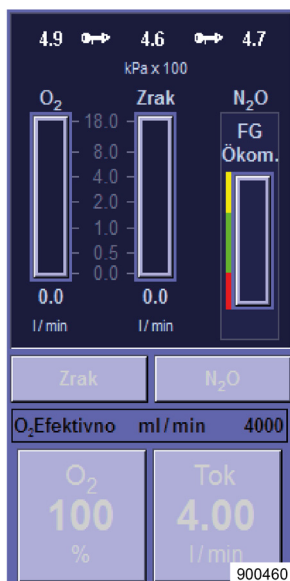 4.9 4.6 4.7
kPa x 100
O₂ Zrak N₂O
18.0
8.0
4.0
2.0
1.0
0.5
0.0
FG
Ökom.
0.0 0.0
l/min l/min
Zrak N₂O
O₂Efektivno ml/min 4000
O₂ Tok
100 4.00
% l/min
900460